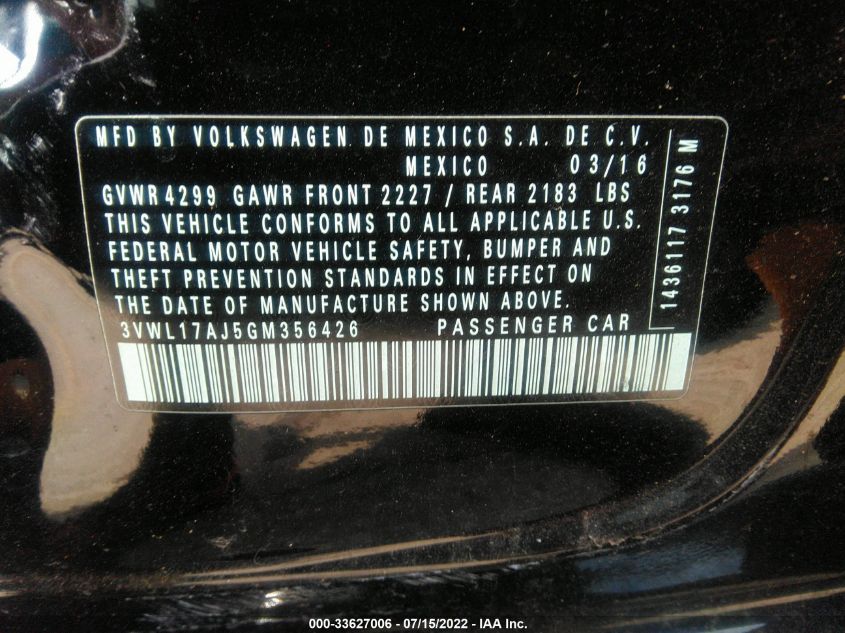 MFD BY VOLKSWAGEN DE MEXICO S.A. DE C.V.
MEXICO 03/16
GVWR4299 GAWR FRONT 2227 / REAR 2183 LBS
THIS VEHICLE CONFORMS TO ALL APPLICABLE U.S.
FEDERAL MOTOR VEHICLE SAFETY, BUMPER AND
THEFT PREVENTION STANDARDS IN EFFECT ON
THE DATE OF MANUFACTURE SHOWN ABOVE.
3VWL17AJ5GM356426 PASSENGER CAR
1436117 3176 M
000-33627006 - 07/15/2022 - IAA Inc.